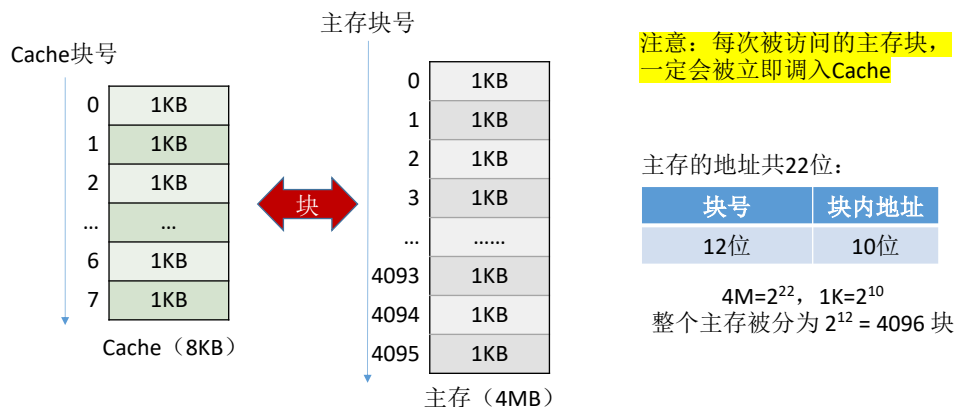 Cache块号
0 1KB
1 1KB
2 1KB
... ...
6 1KB
7 1KB
Cache（8KB）
块
主存块号
0 1KB
1 1KB
2 1KB
3 1KB
... ......
4093 1KB
4094 1KB
4095 1KB
主存（4MB）
注意：每次被访问的主存块，
一定会被立即调入Cache
主存的地址共22位：
块号 块内地址
12位 10位
4M=2²²，1K=2¹⁰
整个主存被分为 2¹² = 4096 块